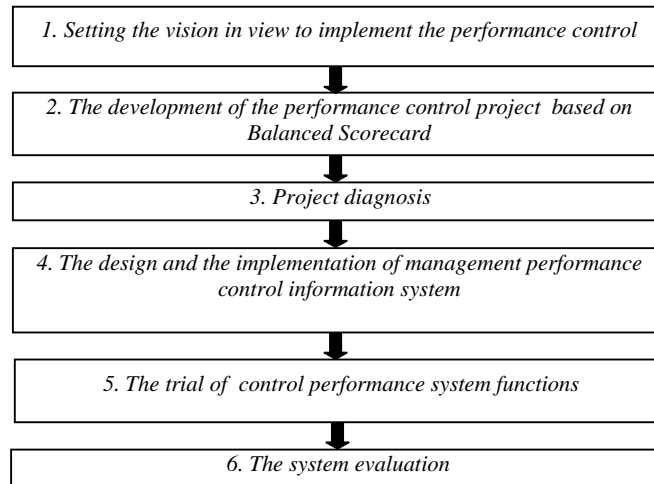 1. Setting the vision in view to implement the performance control
2. The development of the performance control project based on
Balanced Scorecard
3. Project diagnosis
4. The design and the implementation of management performance
control information system
5. The trial of control performance system functions
6. The system evaluation